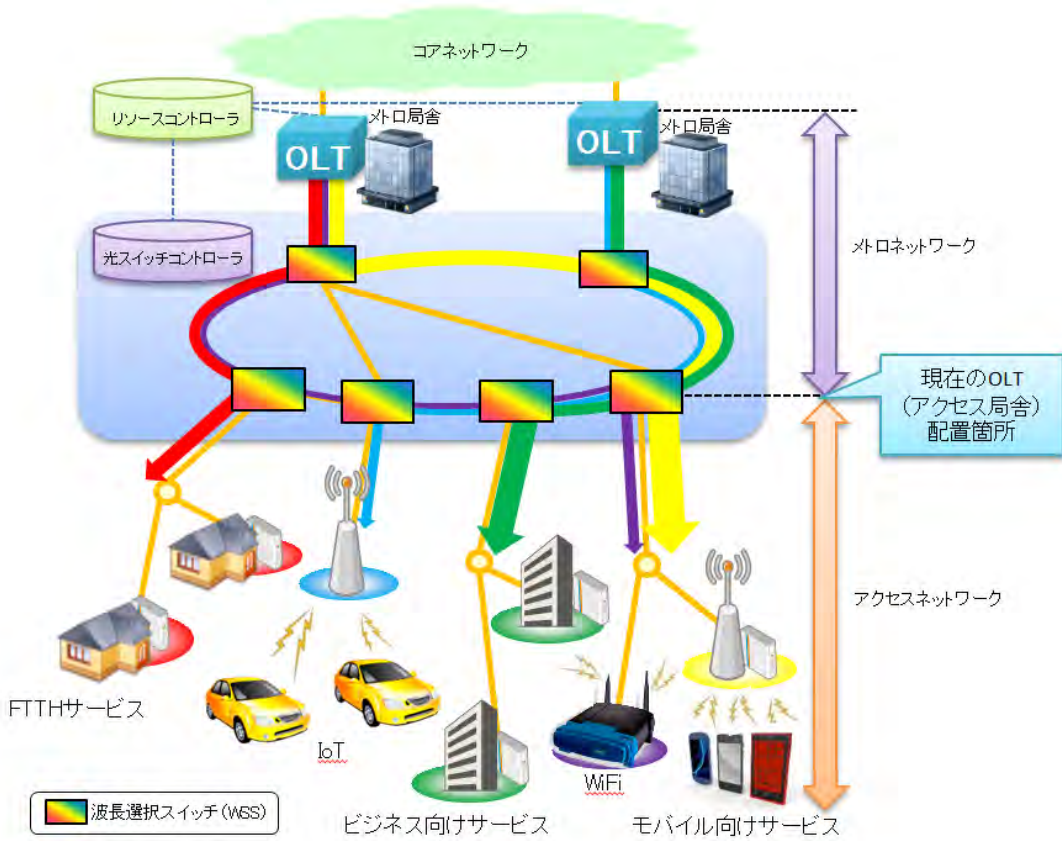 コアネットワーク
リソースコントローラ
メトロ局舎
メトロ局舎
OLT
OLT
光スイッチコントローラ
メトロネットワーク
現在のOLT
（アクセス局舎）
配置箇所
アクセスネットワーク
FTTHサービス
IoT
WiFi
ビジネス向けサービス
モバイル向けサービス
波長選択スイッチ(WSS)